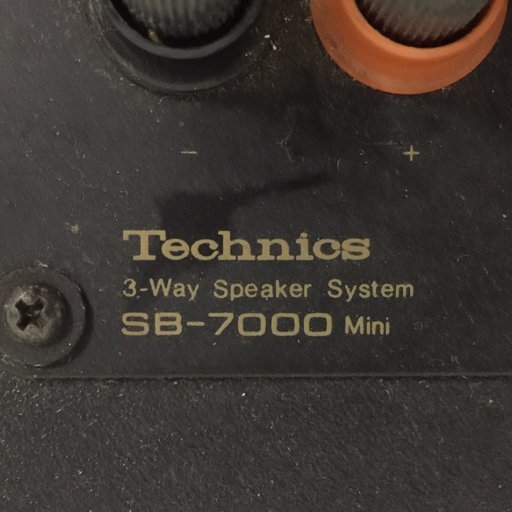 - +
Technics
3-Way Speaker System
SB-7000 Mini